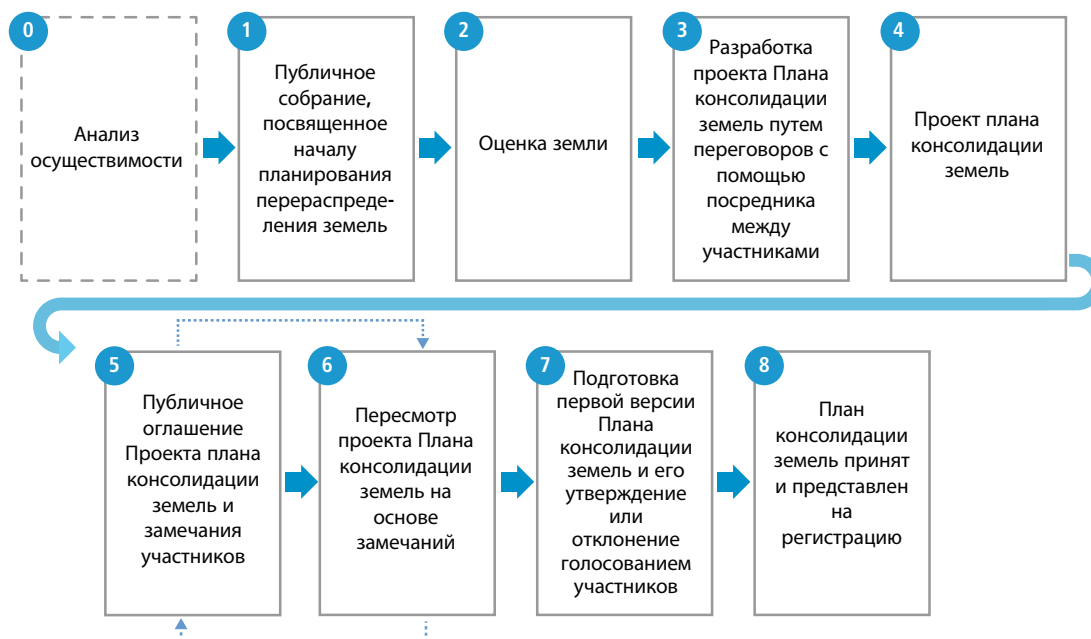 0
Анализ
осуществимости
1
Публичное
собрание,
посвященное
началу
планирования
перераспреде-
ления земель
2
Оценка земли
3
Разработка
проекта Плана
консолидации
земель путем
переговоров с
помощью
посредника
между
участниками
4
Проект плана
консолидации
земель
5
Публичное
оглашение
Проекта плана
консолидации
земель и
замечания
участников
6
Пересмотр
проекта Плана
консолидации
земель на
основе
замечаний
7
Подготовка
первой версии
Плана
консолидации
земель и его
утверждение
или
отклонение
голосованием
участников
8
План
консолидации
земель принят
и представлен
на
регистрацию